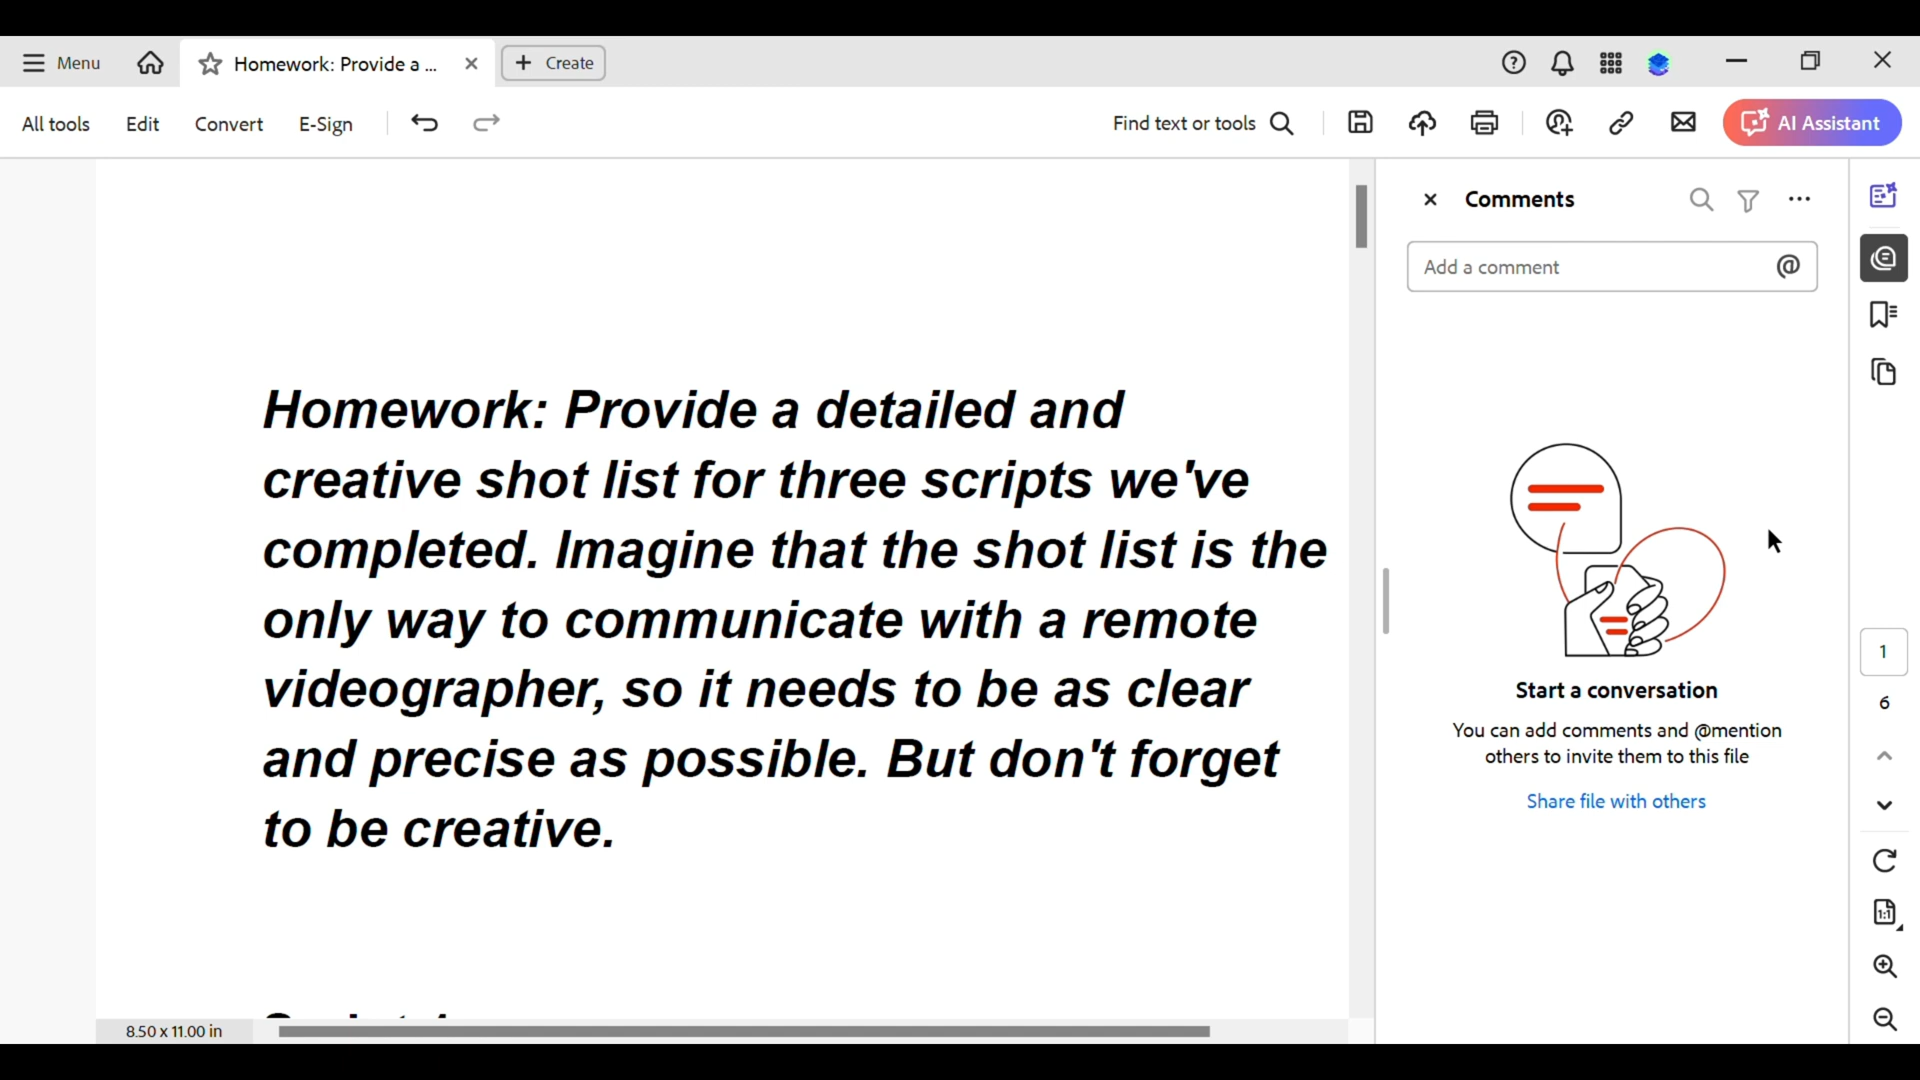 Menu
Homework: Provide a ...
Create
All tools
Edit
Convert
E-Sign
Find text or tools
AI Assistant
Homework: Provide a detailed and
creative shot list for three scripts we've
completed. Imagine that the shot list is the
only way to communicate with a remote
videographer, so it needs to be as clear
and precise as possible. But don't forget
to be creative.
8.50 x 11.00 in
Comments
Add a comment
@
Start a conversation
You can add comments and @mention
others to invite them to this file
Share file with others
1
6
1:1